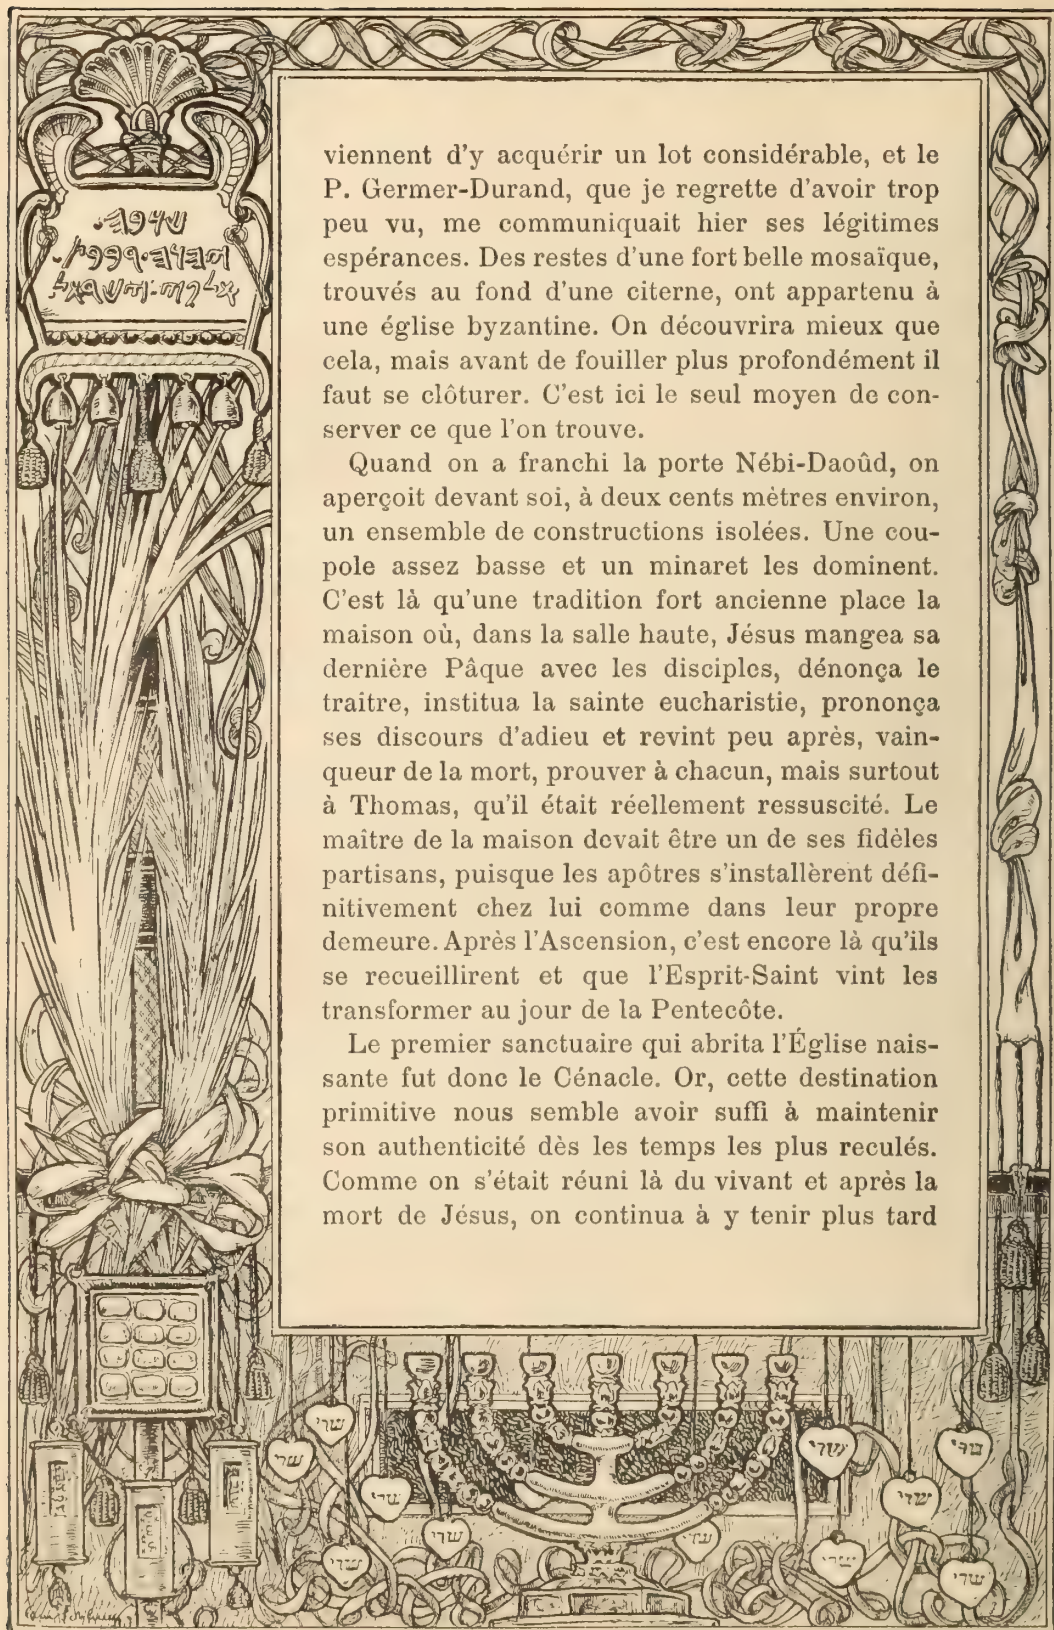 viennent d'y acquérir un lot considérable, et le
P. Germer-Durand, que je regrette d'avoir trop
peu vu, me communiquait hier ses légitimes
espérances. Des restes d'une fort belle mosaïque,
trouvés au fond d'une citerne, ont appartenu à
une église byzantine. On découvrira mieux que
cela, mais avant de fouiller plus profondément il
faut se clôturer. C'est ici le seul moyen de con-
server ce que l'on trouve.
Quand on a franchi la porte Nébi-Daoûd, on
aperçoit devant soi, à deux cents mètres environ,
un ensemble de constructions isolées. Une cou-
pole assez basse et un minaret les dominent.
C'est là qu'une tradition fort ancienne place la
maison où, dans la salle haute, Jésus mangea sa
dernière Pâque avec les disciples, dénonça le
traitre, institua la sainte eucharistie, prononça
ses discours d'adieu et revint peu après, vain-
queur de la mort, prouver à chacun, mais surtout
à Thomas, qu'il était réellement ressuscité. Le
maître de la maison devait être un de ses fidèles
partisans, puisque les apôtres s'installèrent défi-
nitivement chez lui comme dans leur propre
demeure. Après l'Ascension, c'est encore là qu'ils
se recueillirent et que l'Esprit-Saint vint les
transformer au jour de la Pentecôte.
Le premier sanctuaire qui abrita l'Église nais-
sante fut donc le Cénacle. Or, cette destination
primitive nous semble avoir suffi à maintenir
son authenticité dès les temps les plus reculés.
Comme on s'était réuni là du vivant et après la
mort de Jésus, on continua à y tenir plus tard